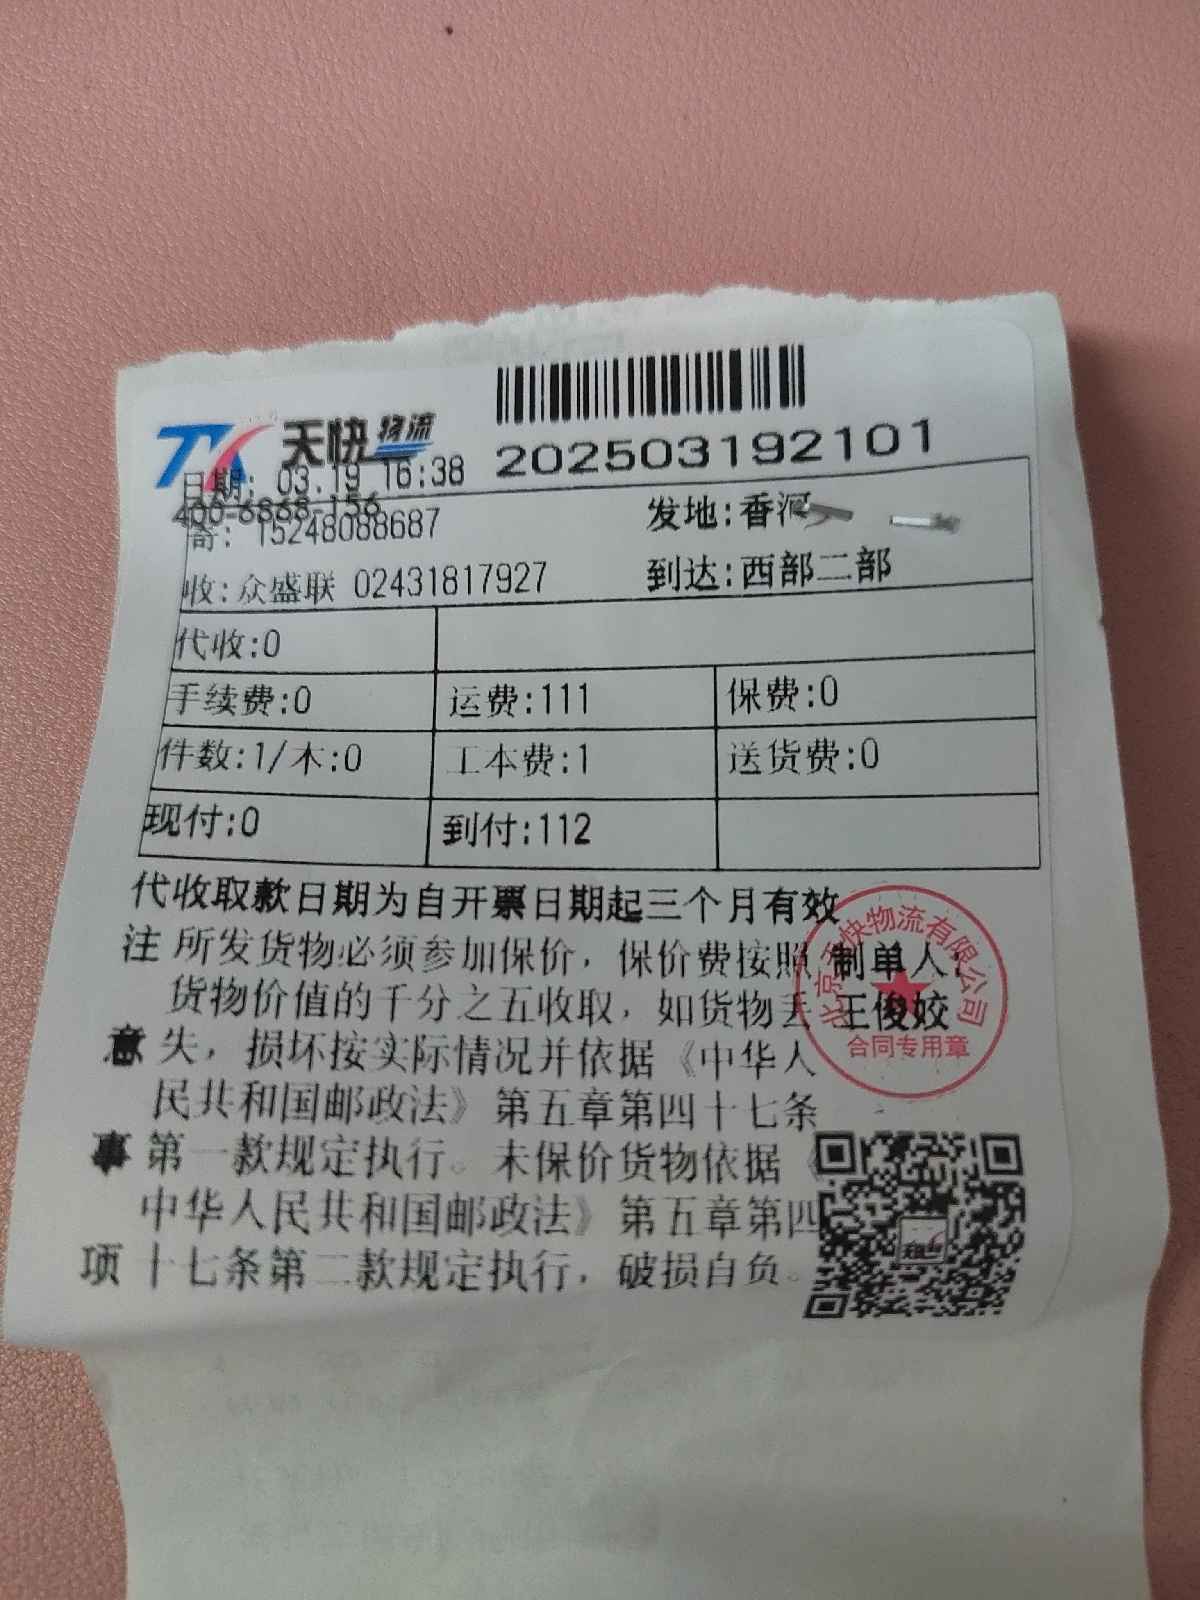 TK 天快物流
202503192101
日期: 03.19 16:38
400-6868-156
寄: 15248088687 发地:香河
收:众盛联 02431817927 到达:西部二部
代收:0
手续费:0 运费:111 保费:0
件数:1/木:0 工本费:1 送货费:0
现付:0 到付:112
代收取款日期为自开票日期起三个月有效
注意事项
所发货物必须参加保价，保价费按照
货物价值的千分之五收取，如货物丢
失，损坏按实际情况并依据《中华人
民共和国邮政法》第五章第四十七条
第一款规定执行。未保价货物依据《
中华人民共和国邮政法》第五章第四
十七条第二款规定执行，破损自负。
制单人:
王俊姣
北京天快物流有限公司
合同专用章